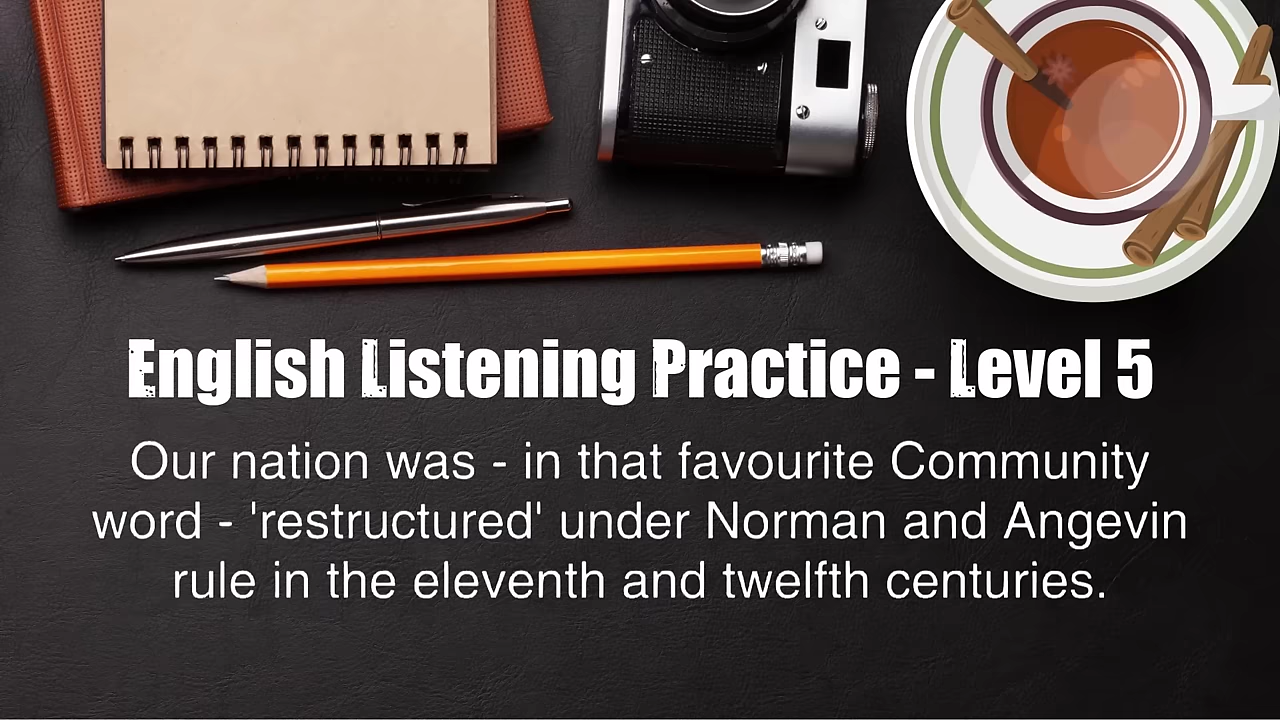 English Listening Practice - Level 5
Our nation was - in that favourite Community
word - 'restructured' under Norman and Angevin
rule in the eleventh and twelfth centuries.